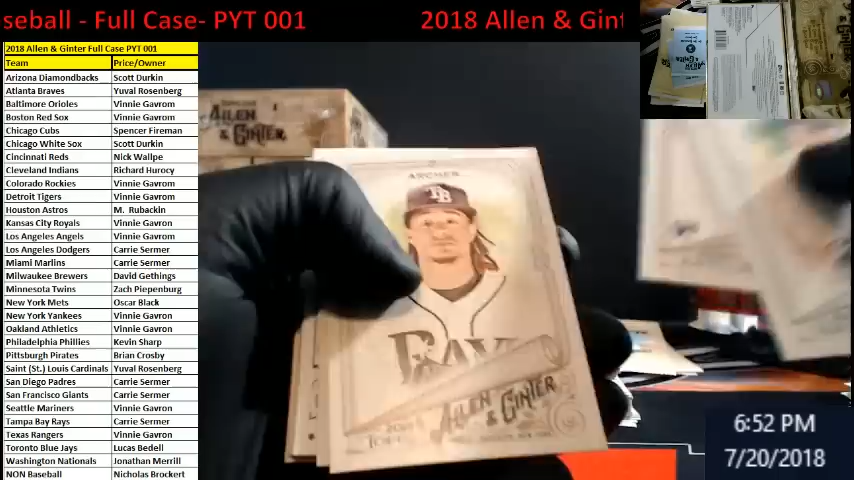 seball - Full Case- PYT 001 2018 Allen & Gint
2018 Allen & Ginter Full Case PYT 001
Team Price/Owner
Arizona Diamondbacks Scott Durkin
Atlanta Braves Yuval Rosenberg
Baltimore Orioles Vinnie Gavrom
Boston Red Sox Vinnie Gavrom
Chicago Cubs Spencer Fireman
Chicago White Sox Scott Durkin
Cincinnati Reds Nick Wallpe
Cleveland Indians Richard Hurocy
Colorado Rockies Vinnie Gavrom
Detroit Tigers Vinnie Gavrom
Houston Astros M. Rubackin
Kansas City Royals Vinnie Gavron
Los Angeles Angels Vinnie Gavrom
Los Angeles Dodgers Carrie Sermer
Miami Marlins Carrie Sermer
Milwaukee Brewers David Gethings
Minnesota Twins Zach Piepenburg
New York Mets Oscar Black
New York Yankees Vinnie Gavron
Oakland Athletics Vinnie Gavron
Philadelphia Phillies Kevin Sharp
Pittsburgh Pirates Brian Crosby
Saint (St.) Louis Cardinals Yuval Rosenberg
San Diego Padres Carrie Sermer
San Francisco Giants Carrie Sermer
Seattle Mariners Vinnie Gavron
Tampa Bay Rays Carrie Sermer
Texas Rangers Vinnie Gavron
Toronto Blue Jays Lucas Bedell
Washington Nationals Jonathan Merrill
NON Baseball Nicholas Brockert
ALLEN
& GINTER
ARCHER
TB
RAYS
ALLEN
& GINTER
6:52 PM
7/20/2018